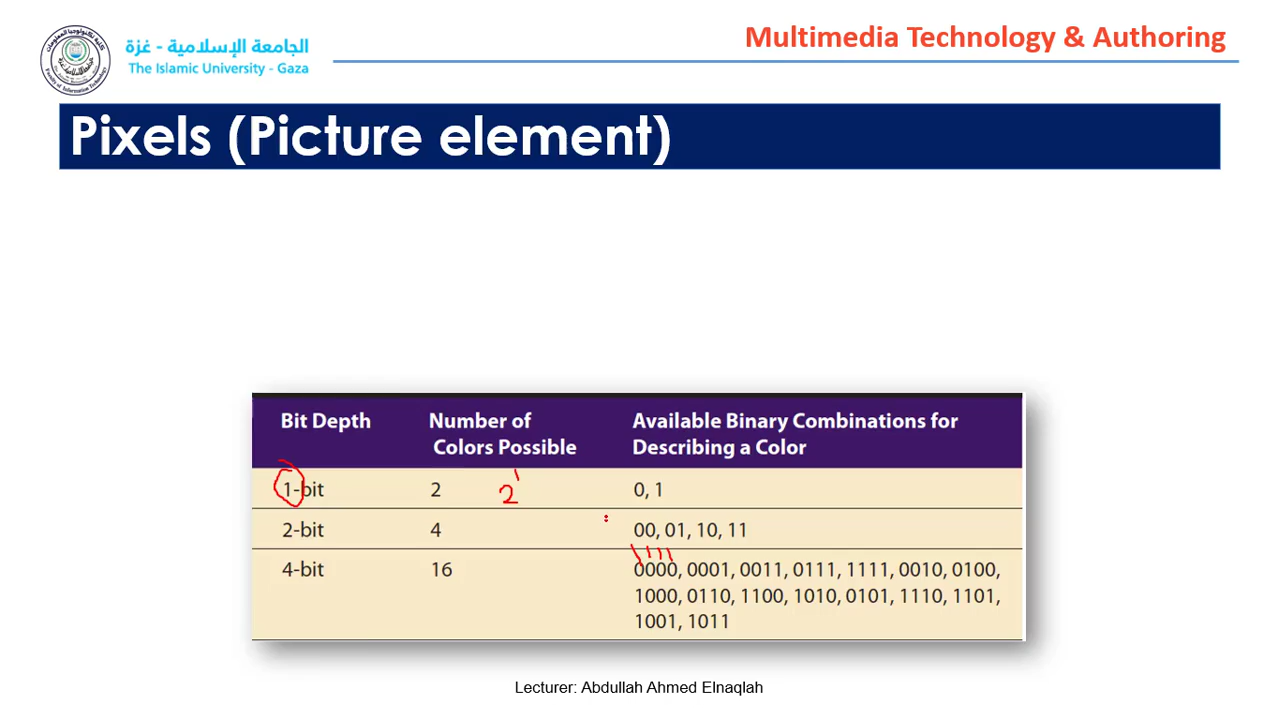 الجامعة الإسلامية - غزة
The Islamic University - Gaza
Multimedia Technology & Authoring
Pixels (Picture element)
Bit Depth
Number of
Colors Possible
Available Binary Combinations for
Describing a Color
1-bit
2
2¹
0, 1
2-bit
4
00, 01, 10, 11
4-bit
16
0000, 0001, 0011, 0111, 1111, 0010, 0100,
1000, 0110, 1100, 1010, 0101, 1110, 1101,
1001, 1011
Lecturer: Abdullah Ahmed Elnaqlah